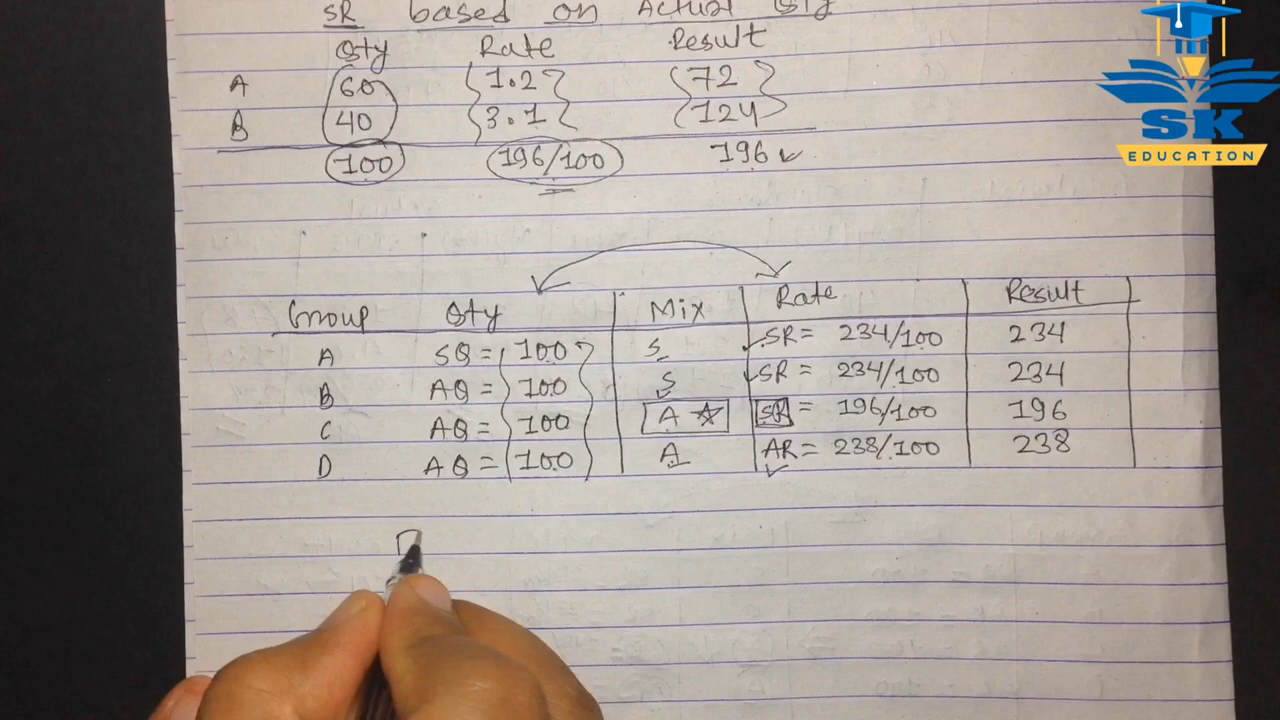 SR based on Actual Qty
Qty Rate Result
A 60 1.2 72
B 40 3.1 124
100 196/100 196
SK
EDUCATION
Group Qty Mix Rate Result
A SQ = 100 S SR = 234/100 234
B AQ = 100 S SR = 234/100 234
C AQ = 100 A SR = 196/100 196
D AQ = 100 A AR = 238/100 238